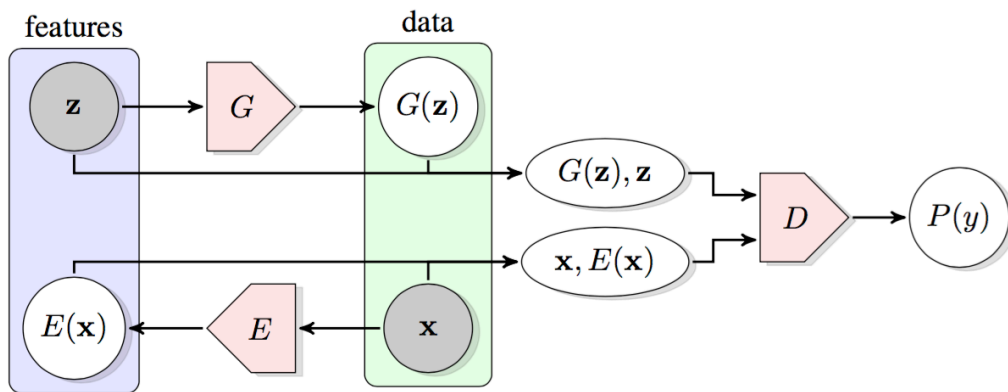 features
data
z
G
G(z)
G(z), z
D
P(y)
x, E(x)
E(x)
E
x